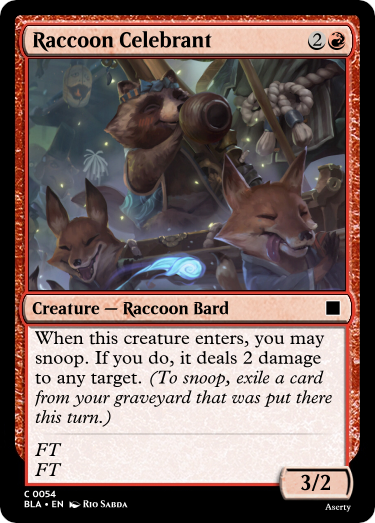 Raccoon Celebrant 2
Creature — Raccoon Bard
When this creature enters, you may
snoop. If you do, it deals 2 damage
to any target. (To snoop, exile a card
from your graveyard that was put there
this turn.)
FT
FT
3/2
C 0054
BLA • EN Rio Sabda
Aserty